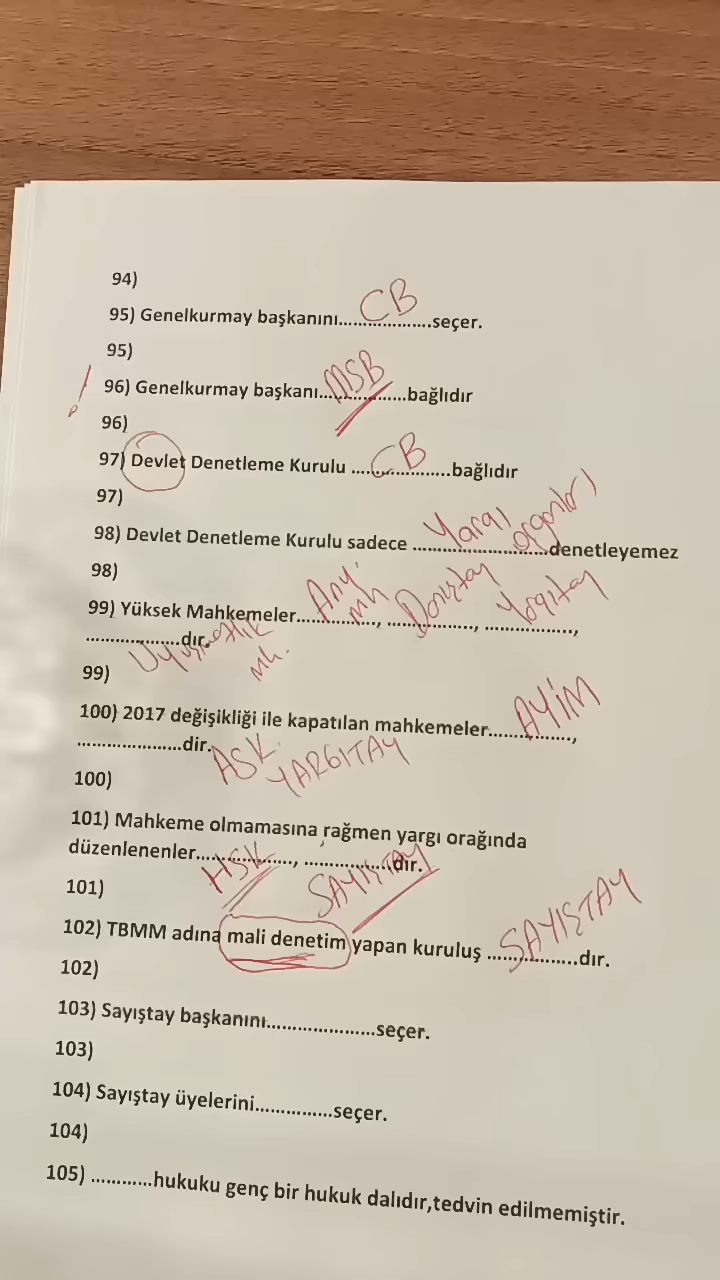 94)
95) Genelkurmay başkanını....CB....seçer.
95)
! 96) Genelkurmay başkanı....MSB....bağlıdır
96)
97) Devlet Denetleme Kurulu ....CB....bağlıdır
97)
98) Devlet Denetleme Kurulu sadece ....Yargı organları....denetleyemez
98)
99) Yüksek Mahkemeler....Any. mh...., ....Danıştay...., ....Yargıtay....,
....Uyuşmazlık mh.....dır.
99)
100) 2017 değişikliği ile kapatılan mahkemeler....AYİM....,
....................dir. ASK. YARGITAY
100)
101) Mahkeme olmamasına rağmen yargı orağında
düzenlenenler....HSK...., ....SAYIŞTAY....dır.
101)
102) TBMM adına mali denetim yapan kuruluş ....SAYIŞTAY....dır.
102)
103) Sayıştay başkanını....................seçer.
103)
104) Sayıştay üyelerini..............seçer.
104)
105) ............hukuku genç bir hukuk dalıdır,tedvin edilmemiştir.